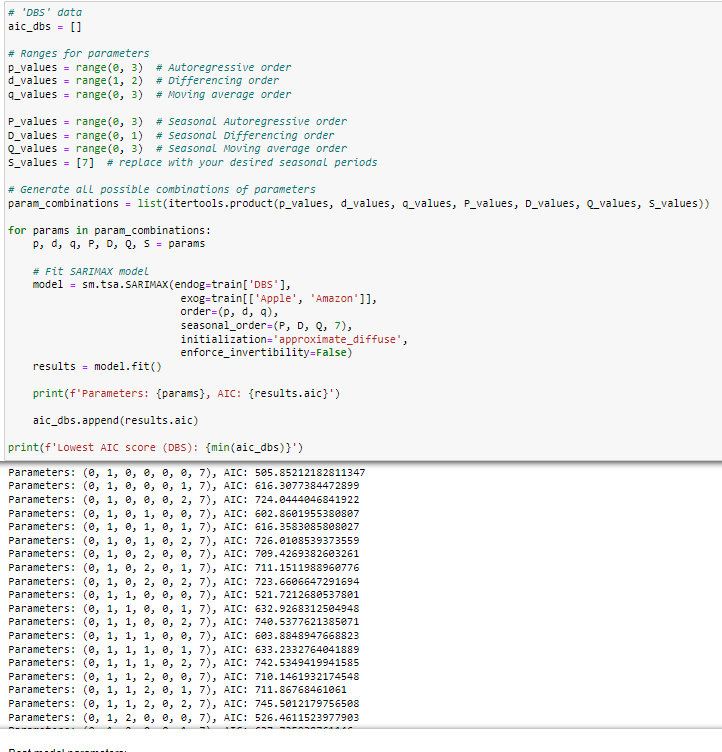 # 'DBS' data
aic_dbs = []
# Ranges for parameters
p_values = range(0, 3)  # Autoregressive order
d_values = range(1, 2)  # Differencing order
q_values = range(0, 3)  # Moving average order
P_values = range(0, 3)  # Seasonal Autoregressive order
D_values = range(0, 1)  # Seasonal Differencing order
Q_values = range(0, 3)  # Seasonal Moving average order
S_values = [7]  # replace with your desired seasonal periods
# Generate all possible combinations of parameters
param_combinations = list(itertools.product(p_values, d_values, q_values, P_values, D_values, Q_values, S_values))
for params in param_combinations:
    p, d, q, P, D, Q, S = params
    # Fit SARIMAX model
    model = sm.tsa.SARIMAX(endog=train['DBS'],
                           exog=train[['Apple', 'Amazon']],
                           order=(p, d, q),
                           seasonal_order=(P, D, Q, 7),
                           initialization='approximate_diffuse',
                           enforce_invertibility=False)
    results = model.fit()
    print(f'Parameters: {params}, AIC: {results.aic}')
    aic_dbs.append(results.aic)
print(f'Lowest AIC score (DBS): {min(aic_dbs)}')
Parameters: (0, 1, 0, 0, 0, 0, 7), AIC: 505.85212182811347
Parameters: (0, 1, 0, 0, 0, 1, 7), AIC: 616.3077384472899
Parameters: (0, 1, 0, 0, 0, 2, 7), AIC: 724.0444046841922
Parameters: (0, 1, 0, 1, 0, 0, 7), AIC: 602.8601955380807
Parameters: (0, 1, 0, 1, 0, 1, 7), AIC: 616.3583085808027
Parameters: (0, 1, 0, 1, 0, 2, 7), AIC: 726.0108539373559
Parameters: (0, 1, 0, 2, 0, 0, 7), AIC: 709.4269382603261
Parameters: (0, 1, 0, 2, 0, 1, 7), AIC: 711.1511988960776
Parameters: (0, 1, 0, 2, 0, 2, 7), AIC: 723.6606647291694
Parameters: (0, 1, 1, 0, 0, 0, 7), AIC: 521.7212680537801
Parameters: (0, 1, 1, 0, 0, 1, 7), AIC: 632.9268312504948
Parameters: (0, 1, 1, 0, 0, 2, 7), AIC: 740.5377621385071
Parameters: (0, 1, 1, 1, 0, 0, 7), AIC: 603.8848947668823
Parameters: (0, 1, 1, 1, 0, 1, 7), AIC: 633.2332764041889
Parameters: (0, 1, 1, 1, 0, 2, 7), AIC: 742.5349419941585
Parameters: (0, 1, 1, 2, 0, 0, 7), AIC: 710.1461932174548
Parameters: (0, 1, 1, 2, 0, 1, 7), AIC: 711.86768461061
Parameters: (0, 1, 1, 2, 0, 2, 7), AIC: 745.5012179756508
Parameters: (0, 1, 2, 0, 0, 0, 7), AIC: 526.4611523977903